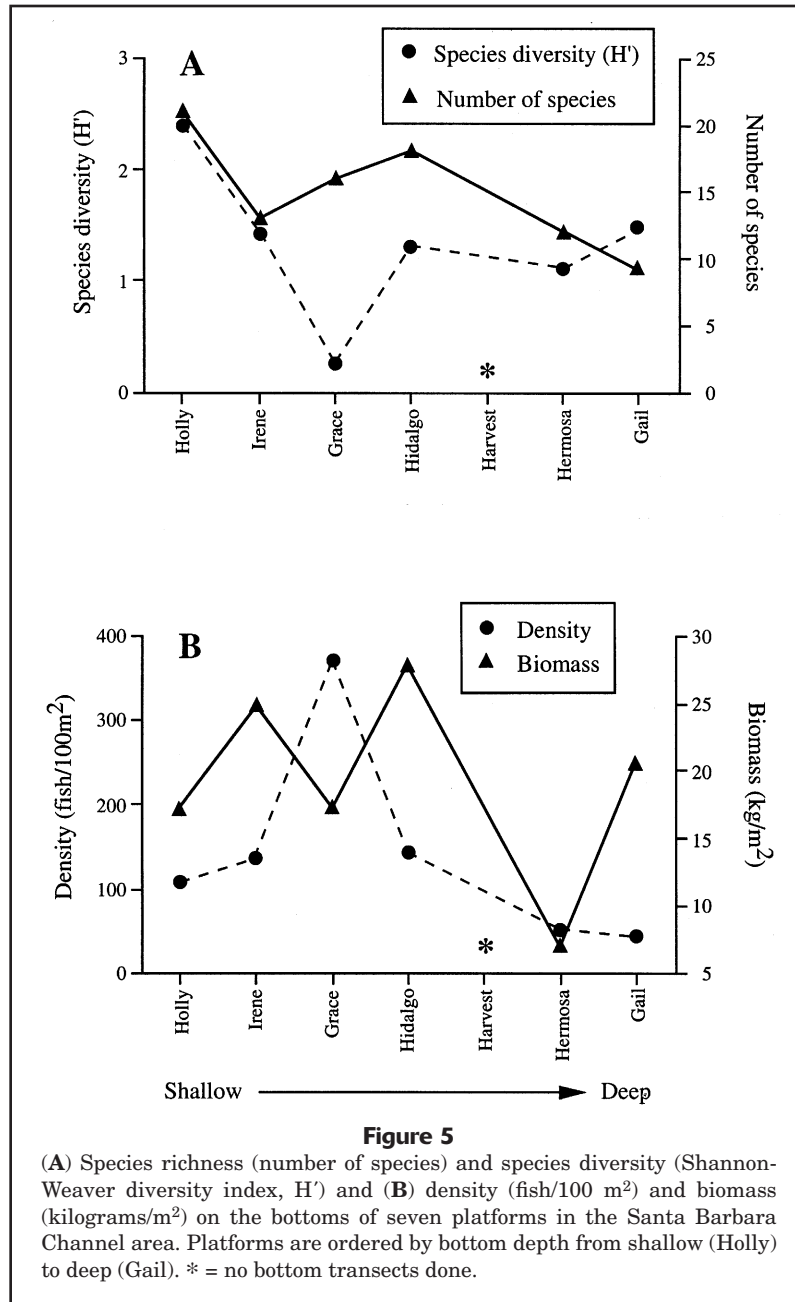 A
Species diversity (H')
Number of species
3
2
1
0
Species diversity (H')
25
20
15
10
5
0
Number of species
Holly
Irene
Grace
Hidalgo
Harvest
Hermosa
Gail
*
B
Density
Biomass
400
300
200
100
0
Density (fish/100m²)
30
25
20
15
10
5
Biomass (kg/m²)
Holly
Irene
Grace
Hidalgo
Harvest
Hermosa
Gail
*
Shallow
Deep
Figure 5
(A) Species richness (number of species) and species diversity (Shannon-
Weaver diversity index, H′) and (B) density (fish/100 m²) and biomass
(kilograms/m²) on the bottoms of seven platforms in the Santa Barbara
Channel area. Platforms are ordered by bottom depth from shallow (Holly)
to deep (Gail). * = no bottom transects done.